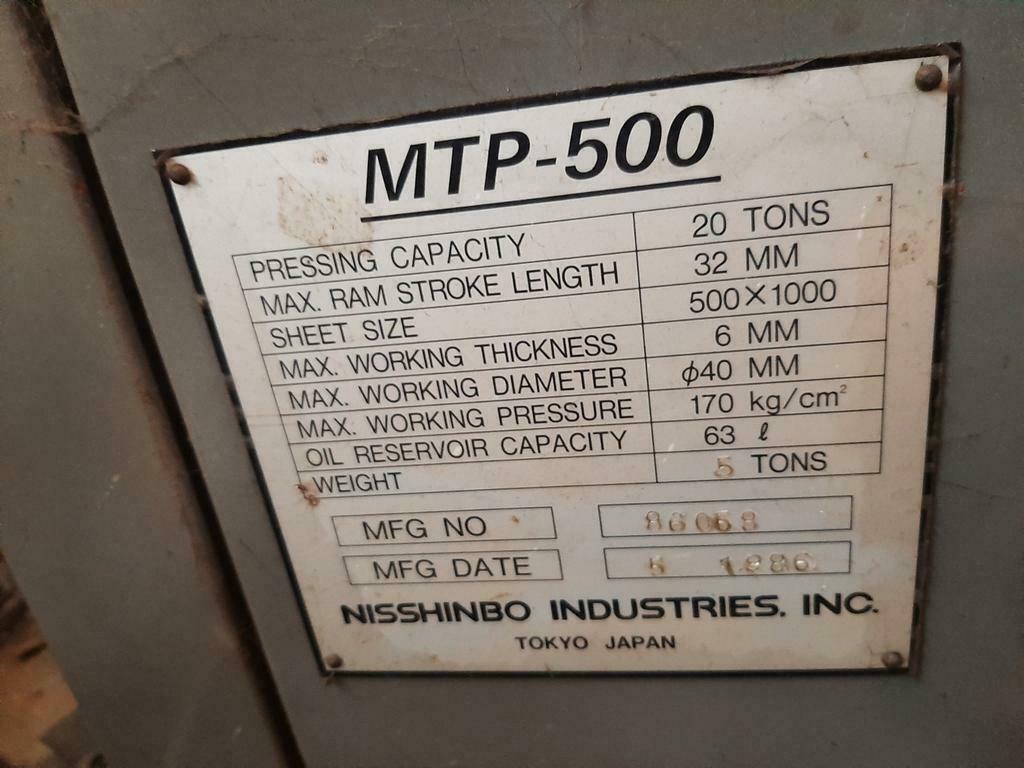 MTP-500
PRESSING CAPACITY 20 TONS
MAX. RAM STROKE LENGTH 32 MM
SHEET SIZE 500×1000
MAX. WORKING THICKNESS 6 MM
MAX. WORKING DIAMETER φ40 MM
MAX. WORKING PRESSURE 170 kg/cm²
OIL RESERVOIR CAPACITY 63 ℓ
WEIGHT 5 TONS
MFG NO
MFG DATE 1986
NISSHINBO INDUSTRIES, INC.
TOKYO JAPAN